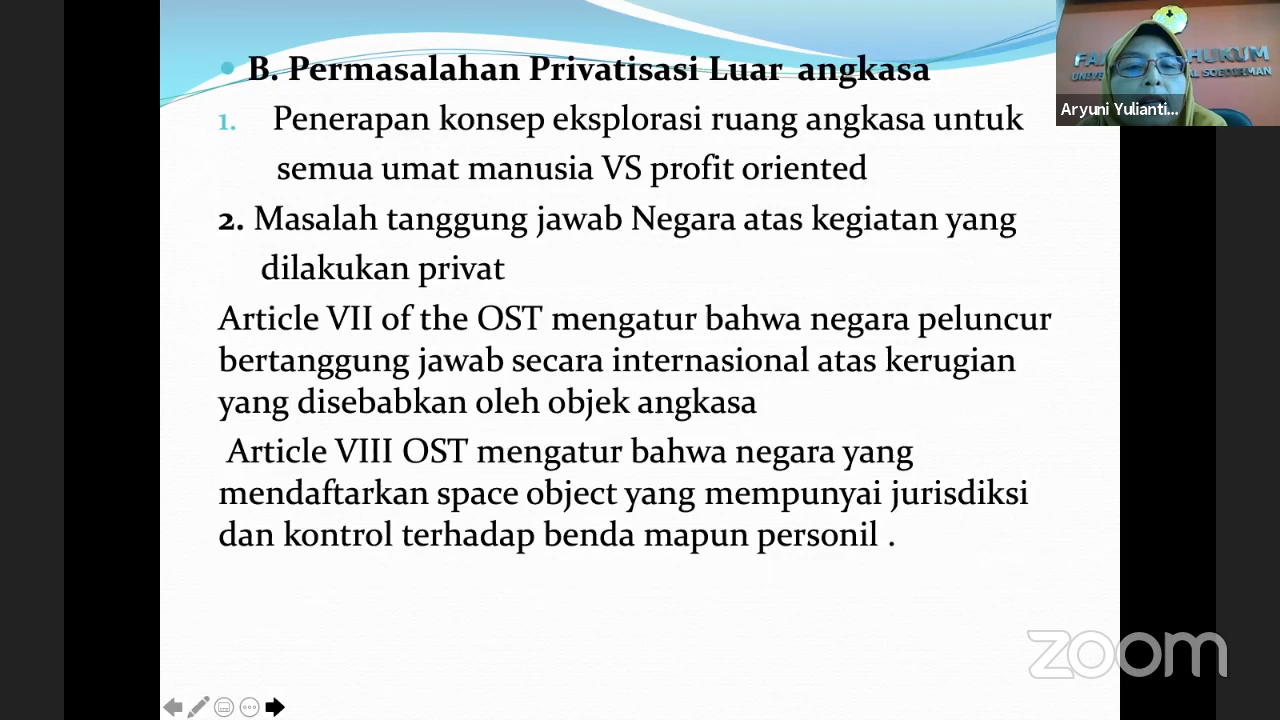 B. Permasalahan Privatisasi Luar angkasa
1. Penerapan konsep eksplorasi ruang angkasa untuk
semua umat manusia VS profit oriented
2. Masalah tanggung jawab Negara atas kegiatan yang
dilakukan privat
Article VII of the OST mengatur bahwa negara peluncur
bertanggung jawab secara internasional atas kerugian
yang disebabkan oleh objek angkasa
Article VIII OST mengatur bahwa negara yang
mendaftarkan space object yang mempunyai jurisdiksi
dan kontrol terhadap benda mapun personil .
HUKUM
SOEDIRMAN
Aryuni Yulianti...
zoom